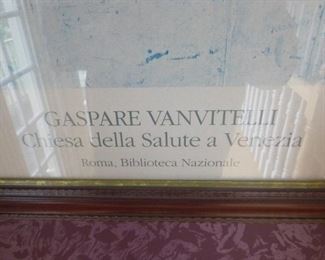 GASPARE VANVITELLI
Chiesa della Salute a Venezia
Roma, Biblioteca Nazionale